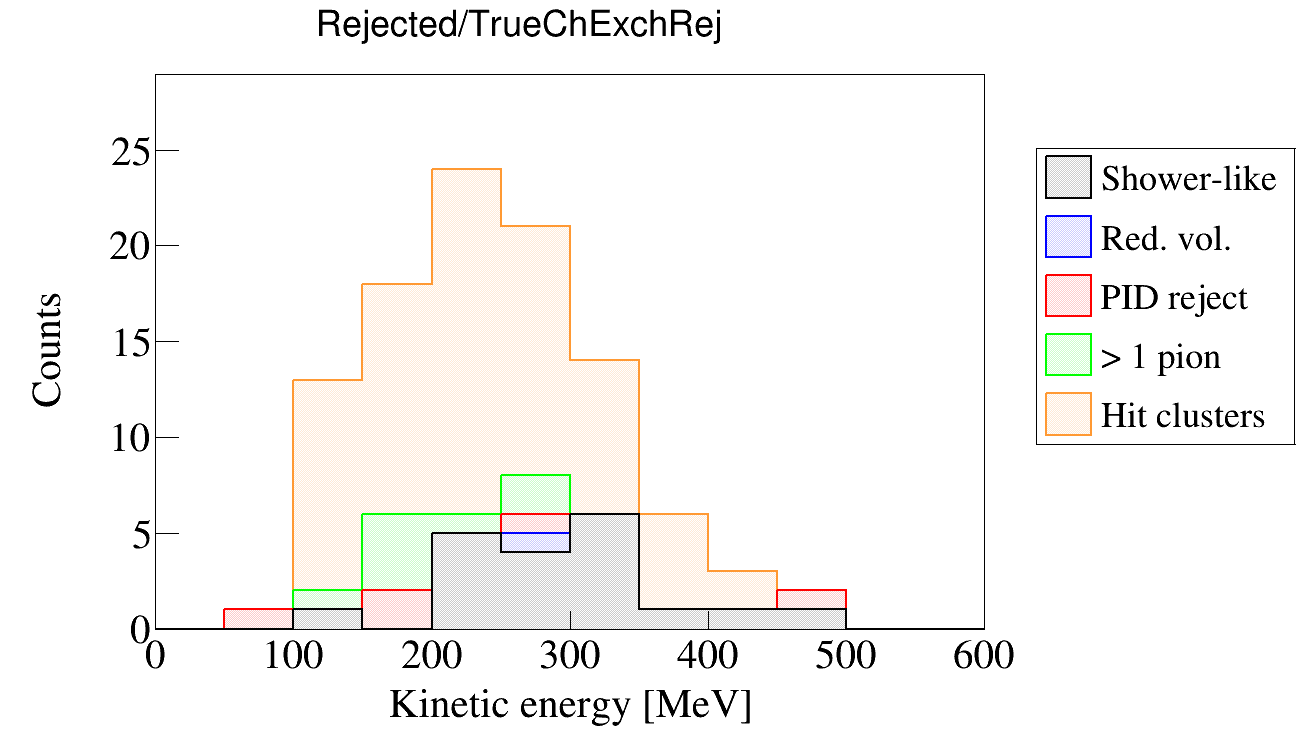 Rejected/TrueChExchRej
25
20
15
10
5
0
Counts
0 100 200 300 400 500 600
Kinetic energy [MeV]
Shower-like
Red. vol.
PID reject
> 1 pion
Hit clusters